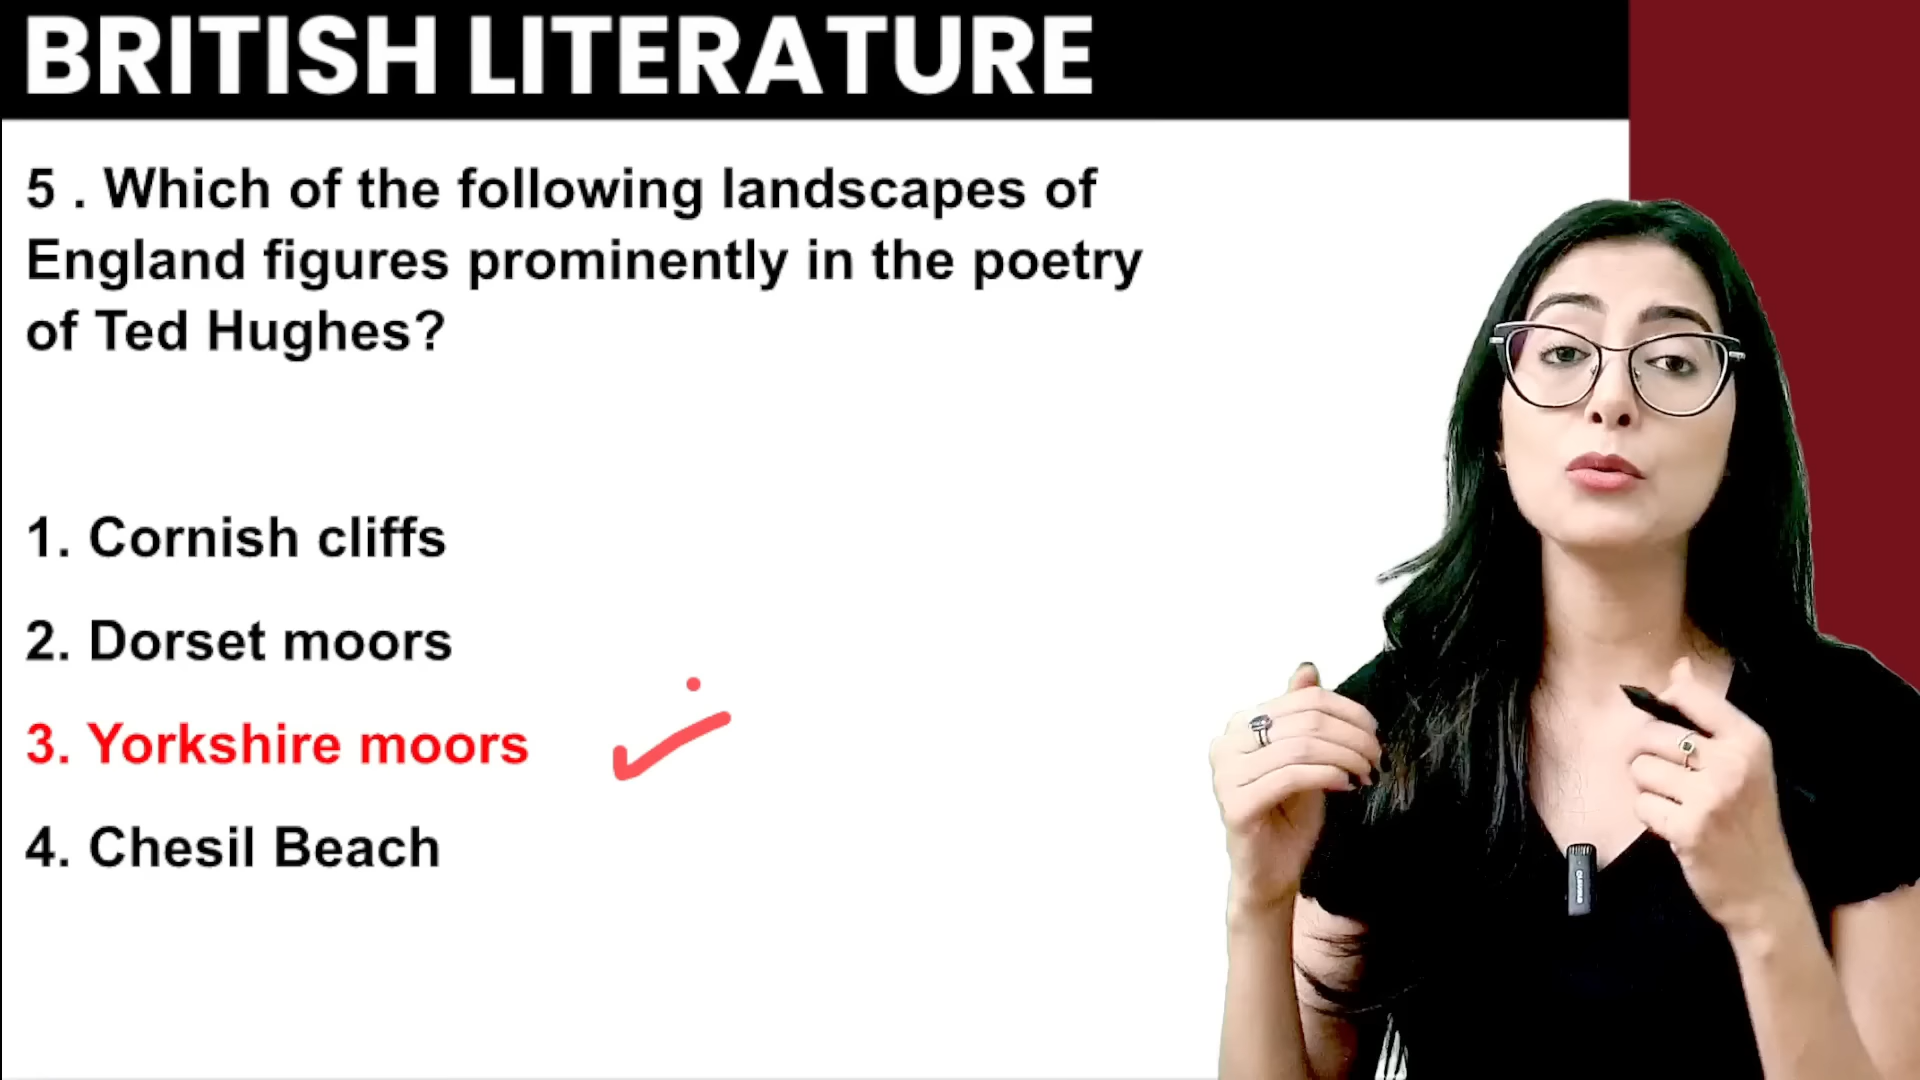 BRITISH LITERATURE
5 . Which of the following landscapes of
England figures prominently in the poetry
of Ted Hughes?
1. Cornish cliffs
2. Dorset moors
3. Yorkshire moors
4. Chesil Beach